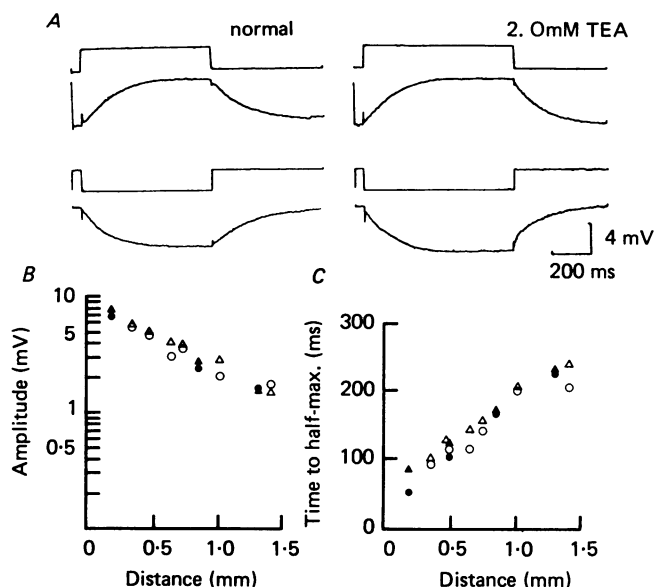 A
normal
2. OmM TEA
4 mV
200 ms
B
C
10
5
1
0·5
Amplitude (mV)
0
0·5
1·0
1·5
Distance (mm)
300
200
100
0
Time to half-max. (ms)
0
0·5
1·0
1·5
Distance (mm)